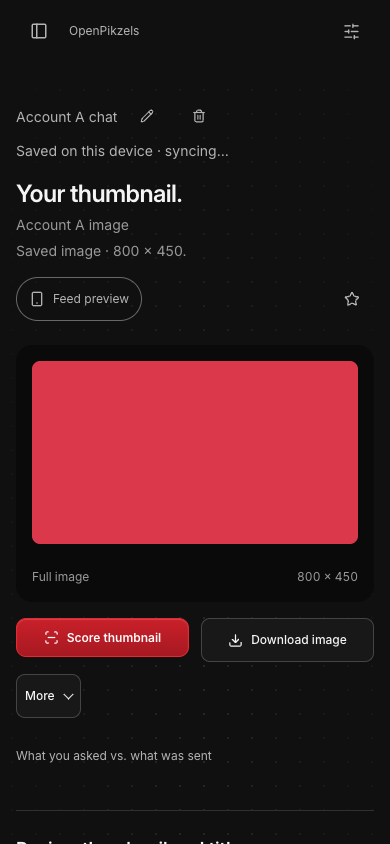 OpenPikzels
Account A chat
Saved on this device · syncing...
Your thumbnail.
Account A image
Saved image · 800 × 450.
Feed preview
Full image
800 × 450
Score thumbnail
Download image
More
What you asked vs. what was sent